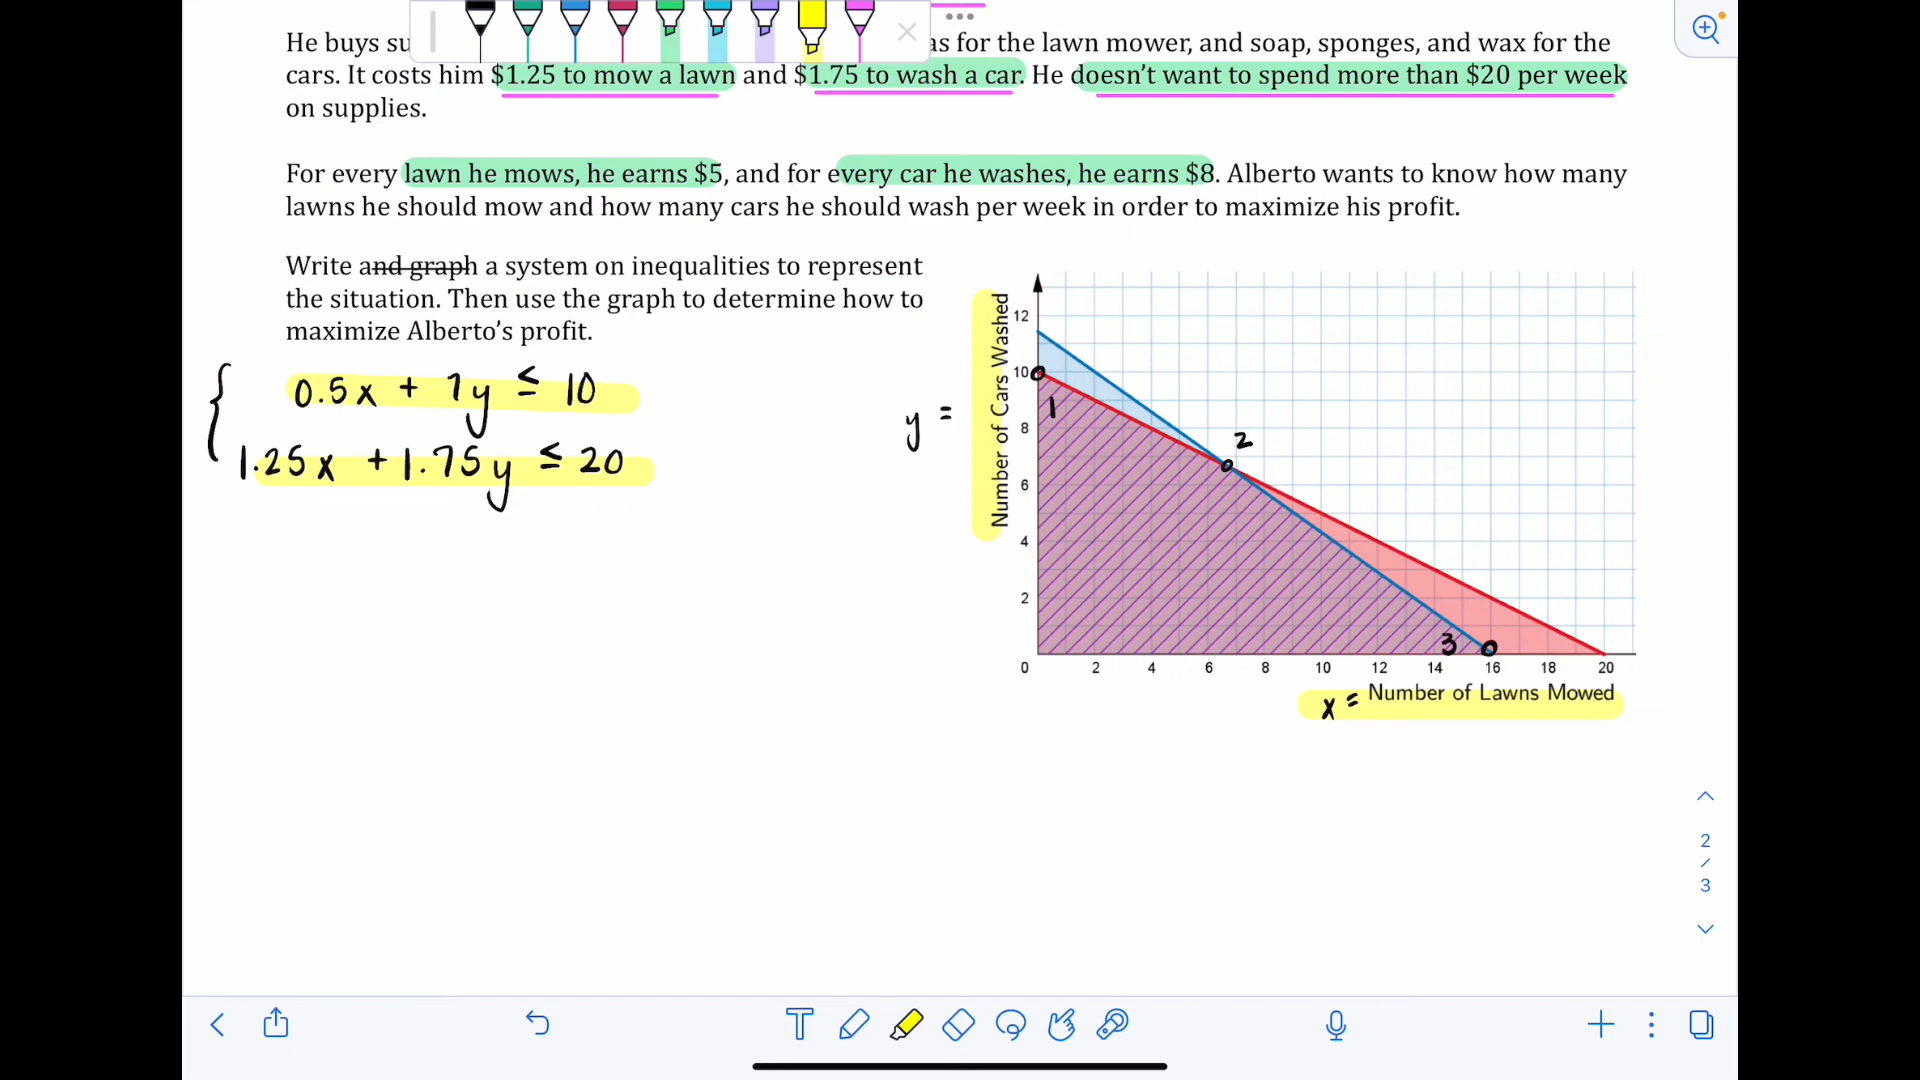 He buys su
as for the lawn mower, and soap, sponges, and wax for the
cars. It costs him $1.25 to mow a lawn and $1.75 to wash a car. He doesn’t want to spend more than $20 per week
on supplies.
For every lawn he mows, he earns $5, and for every car he washes, he earns $8. Alberto wants to know how many
lawns he should mow and how many cars he should wash per week in order to maximize his profit.
Write and graph a system on inequalities to represent
the situation. Then use the graph to determine how to
maximize Alberto’s profit.
0.5x + 1y ≤ 10
1.25x + 1.75y ≤ 20
y =
Number of Cars Washed
12
10
8
6
4
2
0
1
2
3
2 4 6 8 10 12 14 16 18 20
x = Number of Lawns Mowed
2
/
3
T